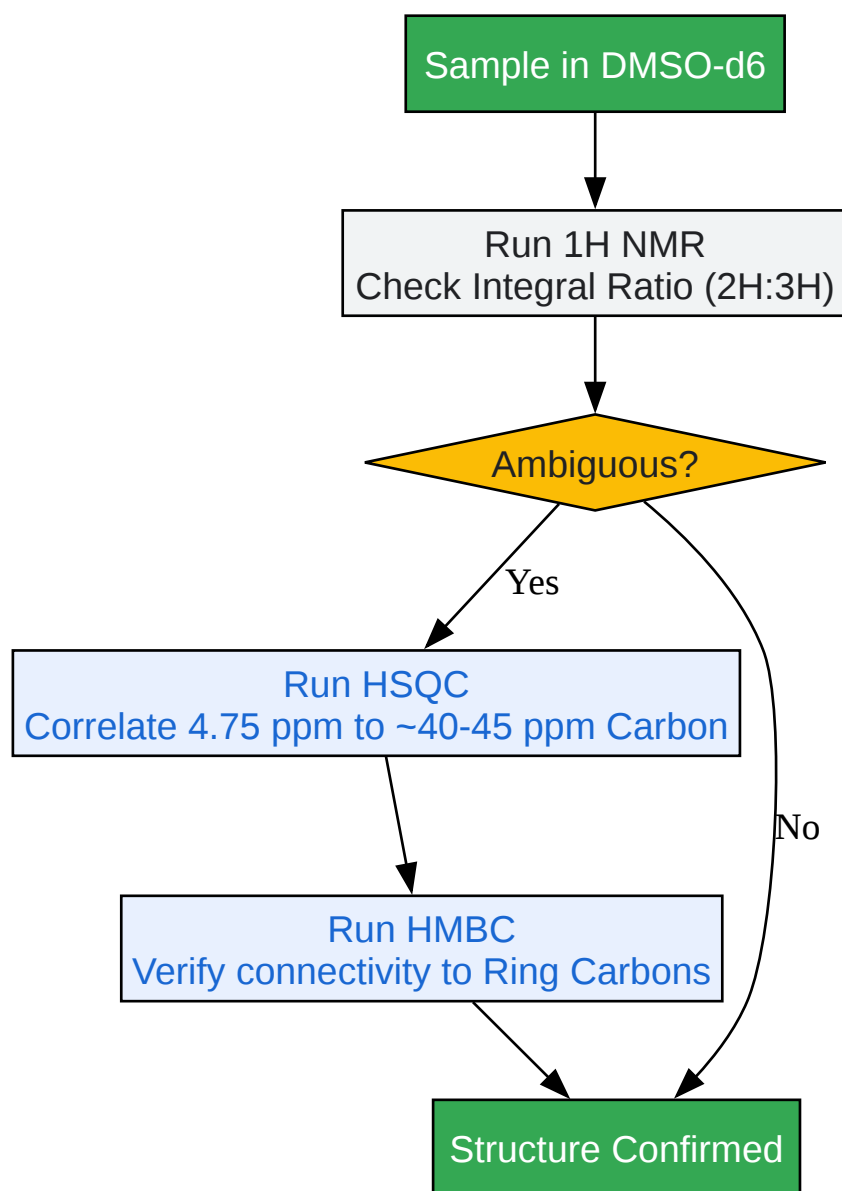 Sample in DMSO-d6
Run 1H NMR
Check Integral Ratio (2H:3H)
Ambiguous?
Yes
Run HSQC
Correlate 4.75 ppm to ~40-45 ppm Carbon
No
Run HMBC
Verify connectivity to Ring Carbons
Structure Confirmed